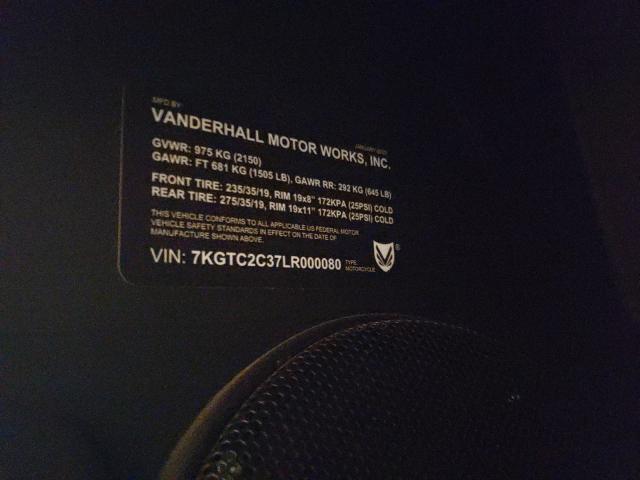 MFD BY:
VANDERHALL MOTOR WORKS, INC.
GVWR: 975 KG (2150)
GAWR: FT 681 KG (1505 LB), GAWR RR: 292 KG (645 LB)
FRONT TIRE: 235/35/19, RIM 19x8" 172KPA (25PSI) COLD
REAR TIRE: 275/35/19, RIM 19x11" 172KPA (25PSI) COLD
THIS VEHICLE CONFORMS TO ALL APPLICABLE US FEDERAL MOTOR
VEHICLE SAFETY STANDARDS IN EFFECT ON THE DATE OF
MANUFACTURE SHOWN ABOVE.
VIN: 7KGTC2C37LR000080 TYPE:
MOTORCYCLE
®